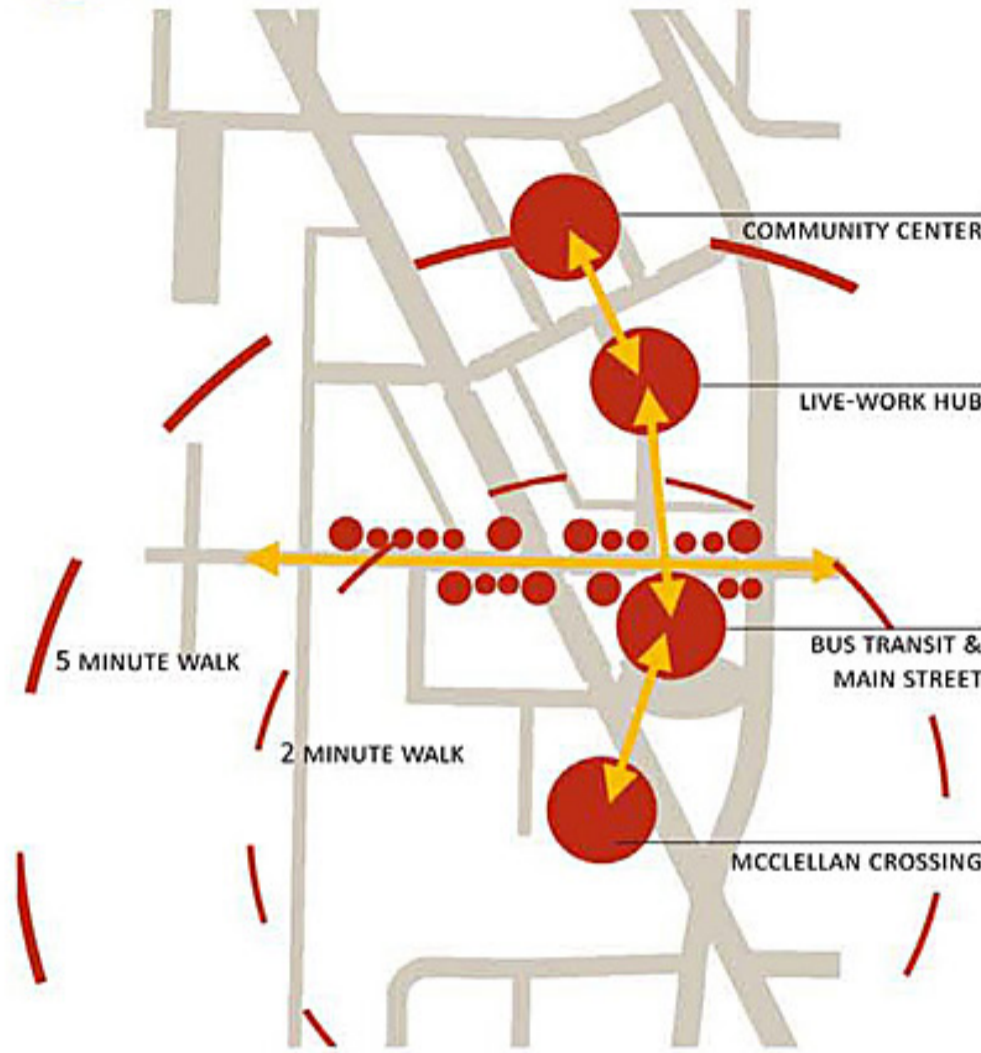 COMMUNITY CENTER
LIVE-WORK HUB
BUS TRANSIT &
MAIN STREET
5 MINUTE WALK
2 MINUTE WALK
MCCLELLAN CROSSING